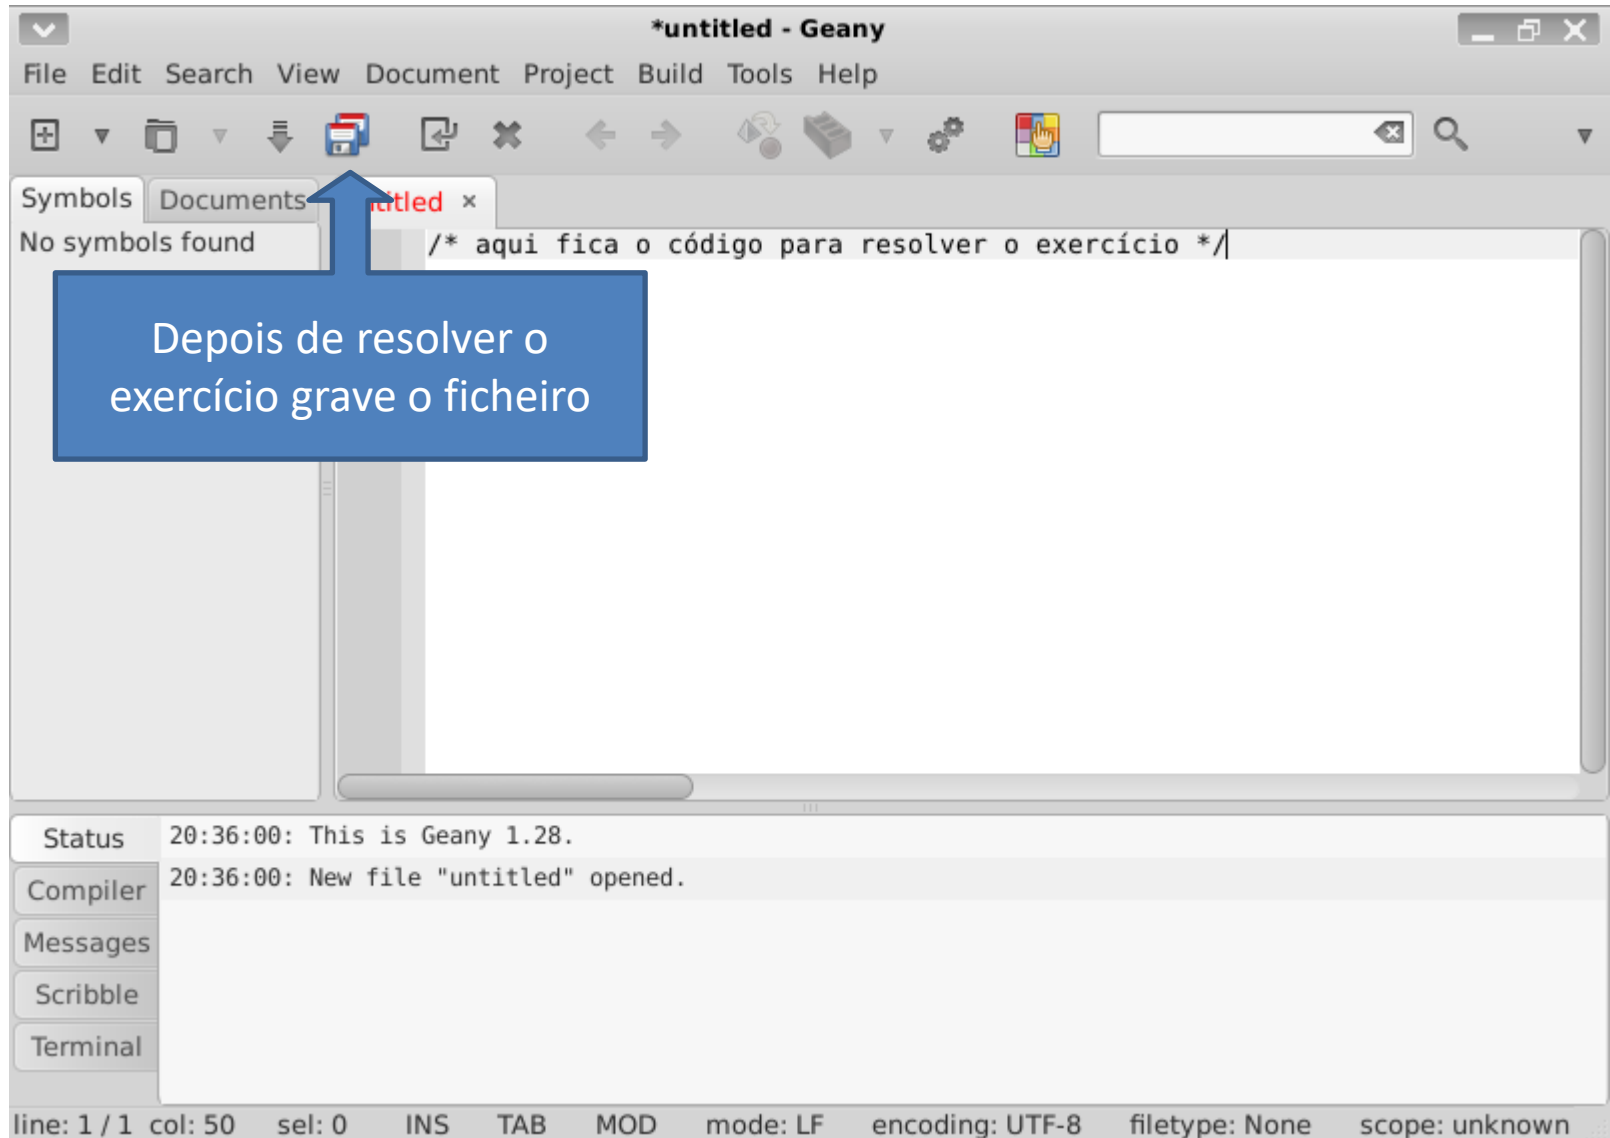 *untitled - Geany
File Edit Search View Document Project Build Tools Help
Symbols Documents titled ×
No symbols found
/* aqui fica o código para resolver o exercício */
Depois de resolver o
exercício grave o ficheiro
Status 20:36:00: This is Geany 1.28.
20:36:00: New file "untitled" opened.
Compiler
Messages
Scribble
Terminal
line: 1 / 1 col: 50 sel: 0 INS TAB MOD mode: LF encoding: UTF-8 filetype: None scope: unknown